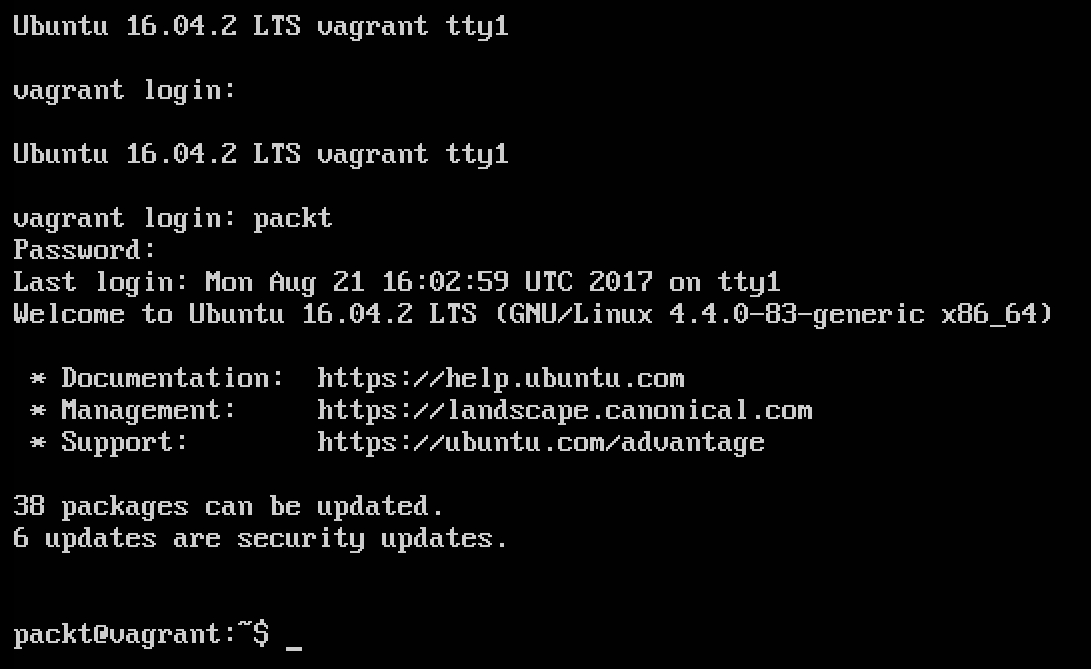 Ubuntu 16.04.2 LTS vagrant tty1
vagrant login:
Ubuntu 16.04.2 LTS vagrant tty1
vagrant login: packt
Password:
Last login: Mon Aug 21 16:02:59 UTC 2017 on tty1
Welcome to Ubuntu 16.04.2 LTS (GNU/Linux 4.4.0-83-generic x86_64)
* Documentation:  https://help.ubuntu.com
* Management:     https://landscape.canonical.com
* Support:        https://ubuntu.com/advantage
38 packages can be updated.
6 updates are security updates.
packt@vagrant:~$ _